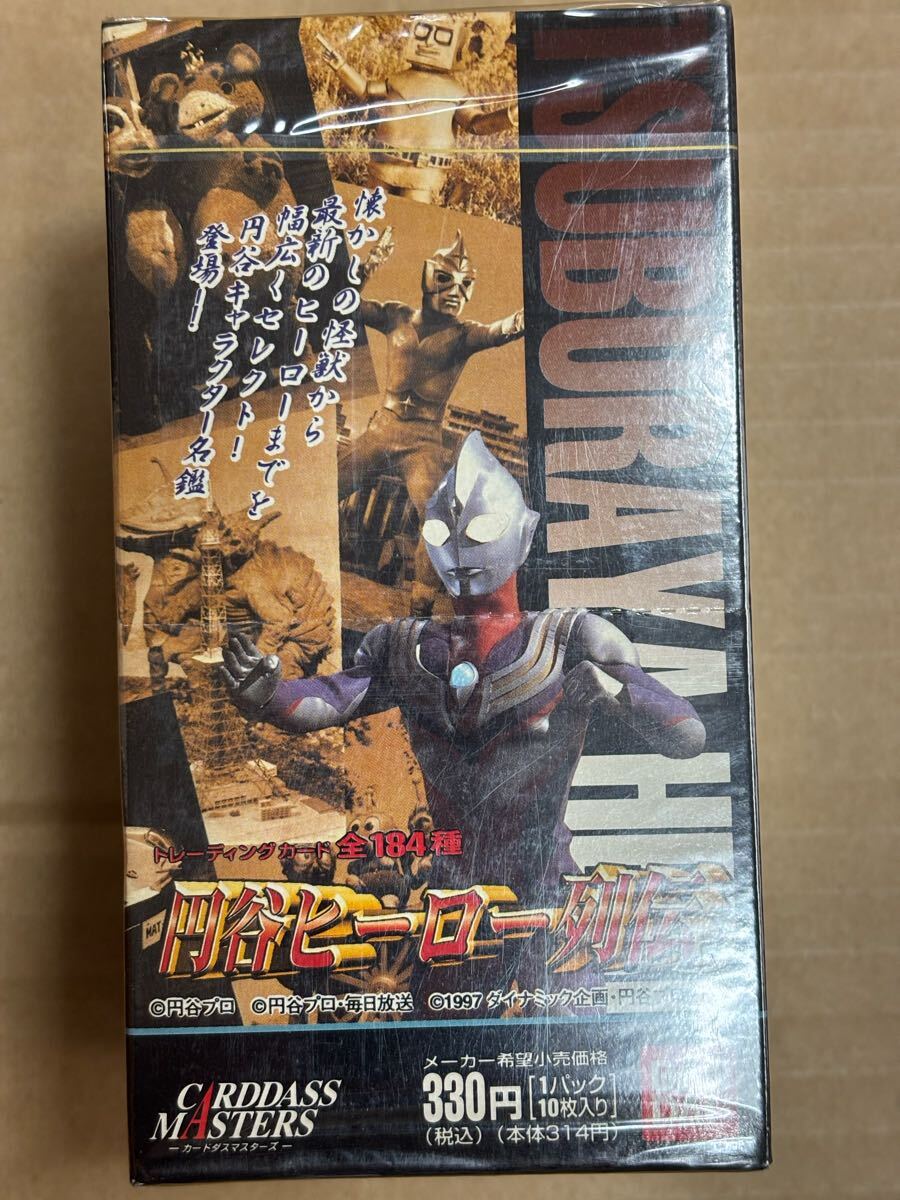 TSUBURAYA HE
懐かしの怪獣から
最新のヒーローまでを
幅広くセレクト!
円谷キャラクター名鑑
登場!
トレーディングカード 全184種
円谷ヒーロー列伝
MAT
©円谷プロ ©円谷プロ・毎日放送 ©1997 ダイナミック企画・円谷プロ
CARDDASS
MASTERS
ーカードダスマスターズー
メーカー希望小売価格
330円[1パック
10枚入り]
(税込)(本体314円)